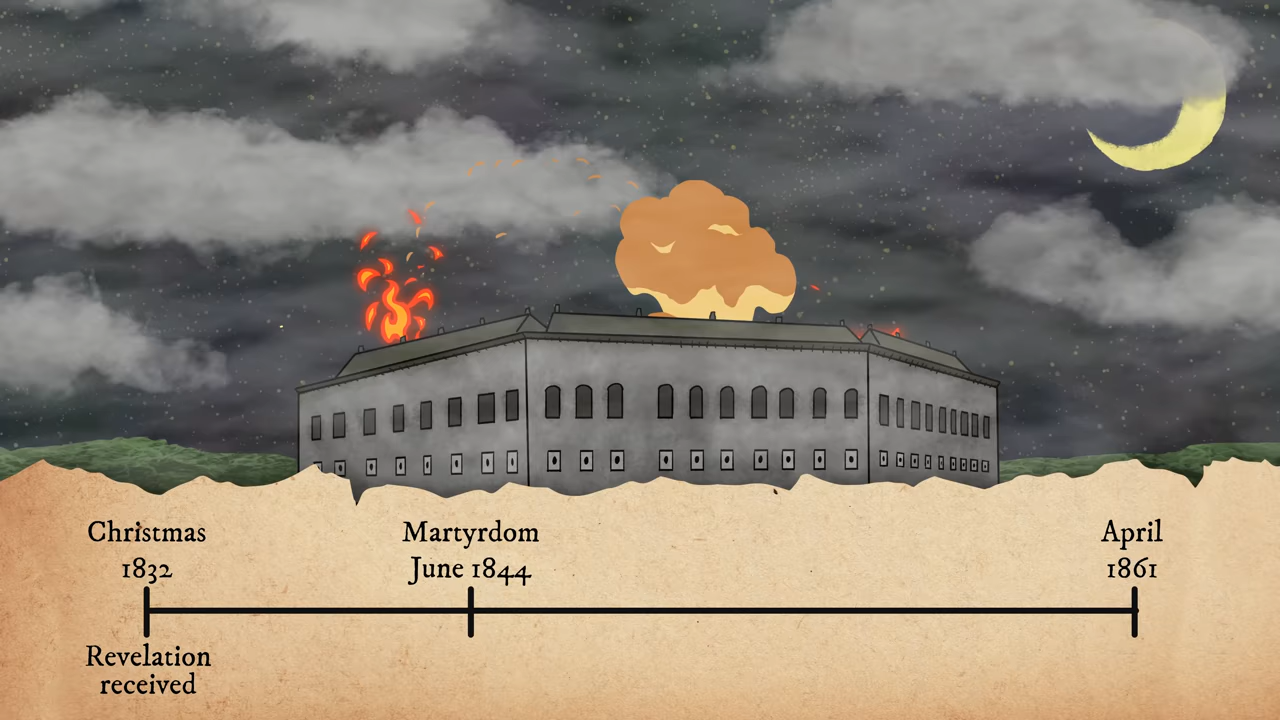 Christmas
1832
Martyrdom
June 1844
April
1861
Revelation
received